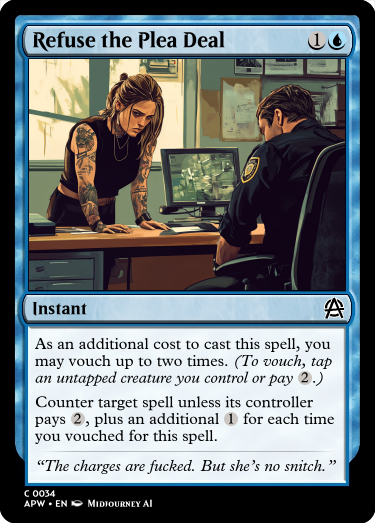 Refuse the Plea Deal 1
Instant
As an additional cost to cast this spell, you
may vouch up to two times. (To vouch, tap
an untapped creature you control or pay 2.)
Counter target spell unless its controller
pays 2, plus an additional 1 for each time
you vouched for this spell.
“The charges are fucked. But she’s no snitch.”
C 0034
APW • EN Midjourney AI